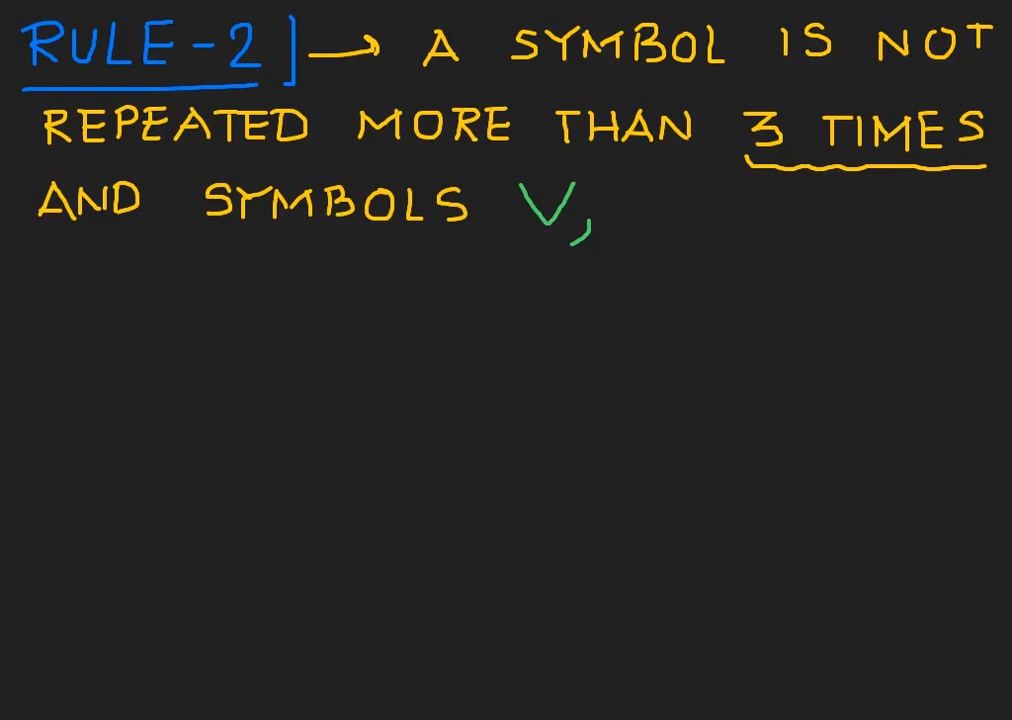 RULE-2] → A SYMBOL IS NOT
REPEATED MORE THAN 3 TIMES
AND SYMBOLS V,